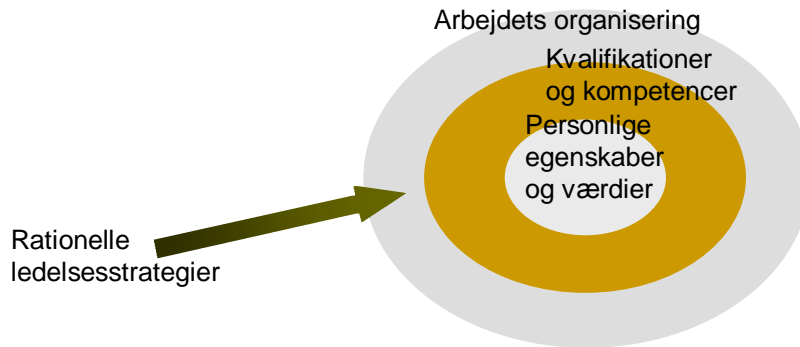 Arbejdets organisering
Kvalifikationer
og kompetencer
Personlige
egenskaber
og værdier
Rationelle
ledelsesstrategier